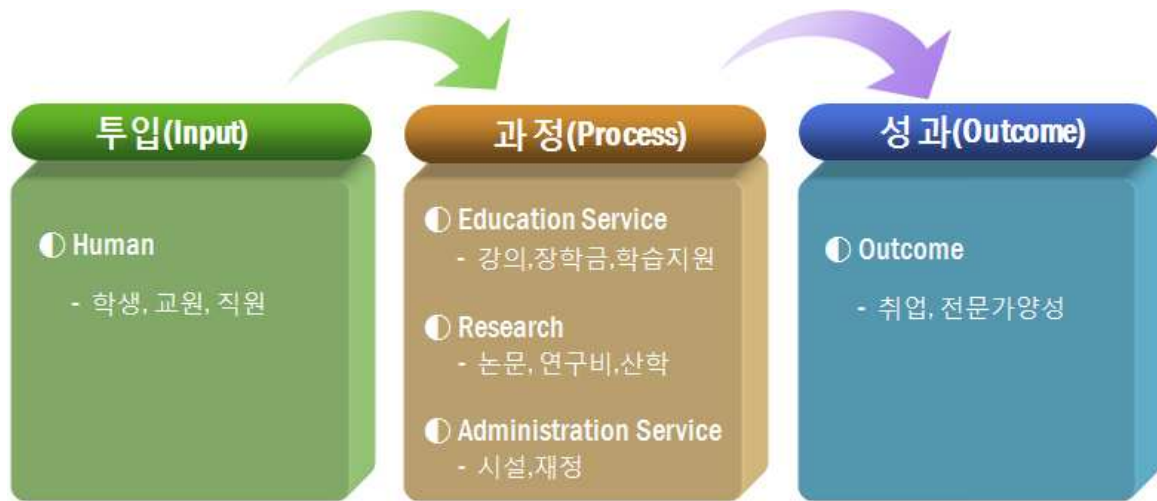 투입(Input)
Human
- 학생, 교원, 직원
과정(Process)
Education Service
- 강의,장학금,학습지원
Research
- 논문, 연구비,산학
Administration Service
- 시설,재정
성과(Outcome)
Outcome
- 취업, 전문가양성